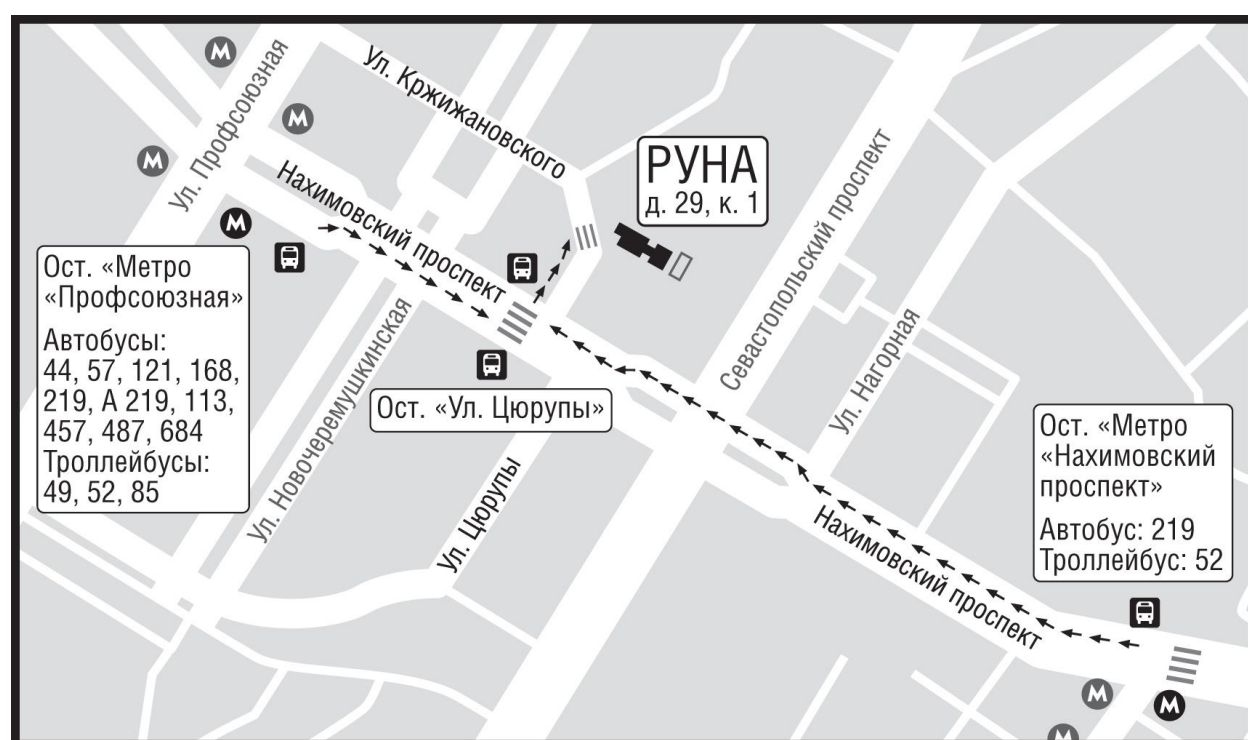 М
М
М
М
Ул. Профсоюзная
Ул. Кржижановского
Нахимовский проспект
РУНА
д. 29, к. 1
Севастопольский проспект
Ул. Нагорная
Ост. «Метро
«Профсоюзная»
Автобусы:
44, 57, 121, 168,
219, А 219, 113,
457, 487, 684
Троллейбусы:
49, 52, 85
Ул. Новочеремушкинская
Ост. «Ул. Цюрупы»
Ул. Цюрупы
Нахимовский проспект
Ост. «Метро
«Нахимовский
проспект»
Автобус: 219
Троллейбус: 52
М
М
М